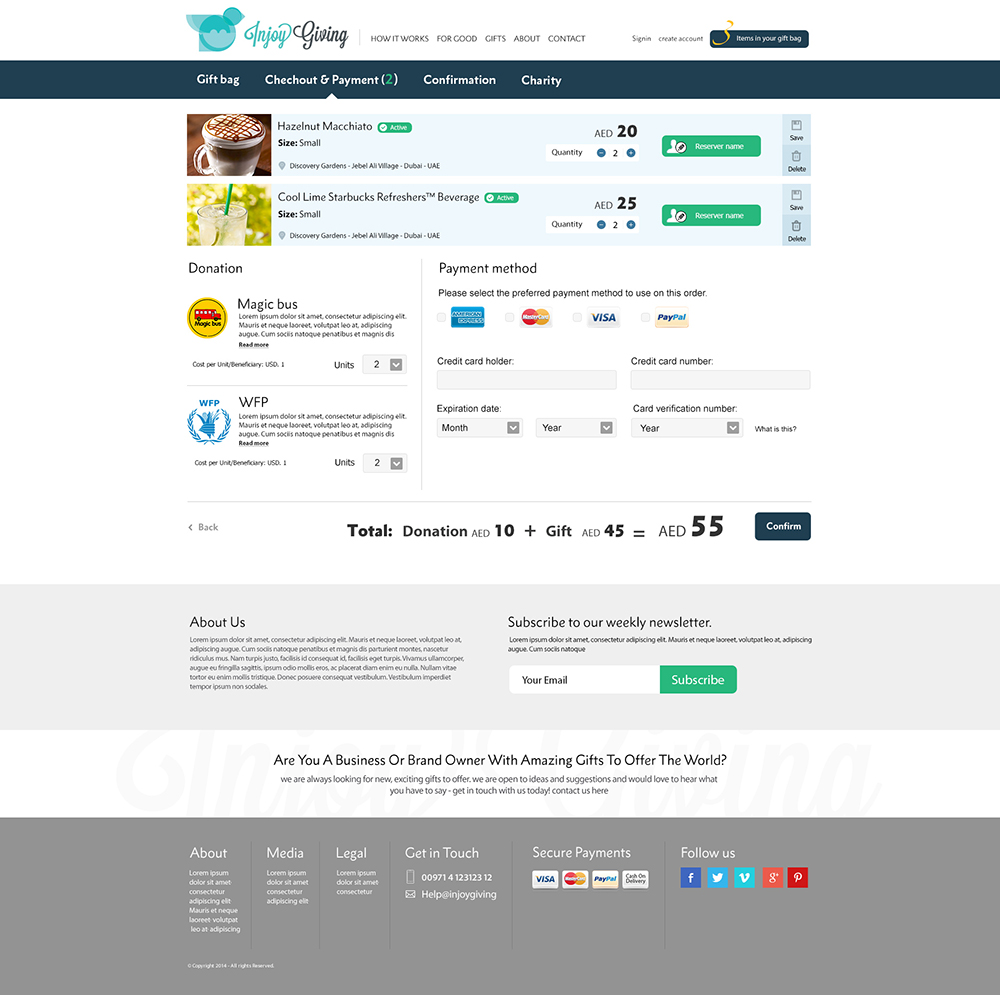 Injoy Giving
HOW IT WORKS FOR GOOD GIFTS ABOUT CONTACT
Signin create account Items in your gift bag
Gift bag Chechout & Payment (2) Confirmation Charity
Hazelnut Macchiato Active
Size: Small
Discovery Gardens - Jebel Ali Village - Dubai - UAE
AED 20
Quantity 2
Reserver name
Save
Delete
Cool Lime Starbucks Refreshers™ Beverage Active
Size: Small
Discovery Gardens - Jebel Ali Village - Dubai - UAE
AED 25
Quantity 2
Reserver name
Save
Delete
Donation
Magic bus
Magic bus
Lorem ipsum dolor sit amet, consectetur adipiscing elit.
Mauris et neque laoreet, volutpat leo at, adipiscing
augue. Cum sociis natoque penatibus et magnis dis
Read more
Cost per Unit/Beneficiary: USD. 1 Units 2
WFP
WFP
Lorem ipsum dolor sit amet, consectetur adipiscing elit.
Mauris et neque laoreet, volutpat leo at, adipiscing
augue. Cum sociis natoque penatibus et magnis dis
Read more
Cost per Unit/Beneficiary: USD. 1 Units 2
Payment method
Please select the preferred payment method to use on this order.
AMERICAN EXPRESS MasterCard VISA PayPal
Credit card holder: Credit card number:
Expiration date: Card verification number:
Month Year Year What is this?
Back
Total: Donation AED 10 + Gift AED 45 = AED 55
Confirm
About Us
Lorem ipsum dolor sit amet, consectetur adipiscing elit. Mauris et neque laoreet, volutpat leo at,
adipiscing augue. Cum sociis natoque penatibus et magnis dis parturient montes, nascetur
ridiculus mus. Nam turpis justo, facilisis id consequat id, facilisis eget turpis. Vivamus ullamcorper,
augue eu fringilla sagittis, ipsum odio mollis eros, ac placerat diam enim eu nulla. Nullam vitae
tortor eu enim mollis tristique. Donec posuere consequat vestibulum. Vestibulum imperdiet
tempor ipsum non sodales.
Subscribe to our weekly newsletter.
Lorem ipsum dolor sit amet, consectetur adipiscing elit. Mauris et neque laoreet, volutpat leo at, adipiscing
augue. Cum sociis natoque
Your Email Subscribe
Injoy Giving
Are You A Business Or Brand Owner With Amazing Gifts To Offer The World?
we are always looking for new, exciting gifts to offer. we are open to ideas and suggestions and would love to hear what
you have to say - get in touch with us today! contact us here
About
Lorem ipsum
dolor sit amet
consectetur
adipiscing elit
Mauris et neque
laoreet volutpat
leo at adipiscing
Media
Lorem ipsum
dolor sit amet
consectetur
adipiscing elit
Legal
Lorem ipsum
dolor sit amet
consectetur
Get in Touch
00971 4 123123 12
Help@injoygiving
Secure Payments
VISA MasterCard PayPal Cash On
Delivery
Follow us
© Copyright 2014 - All rights Reserved.